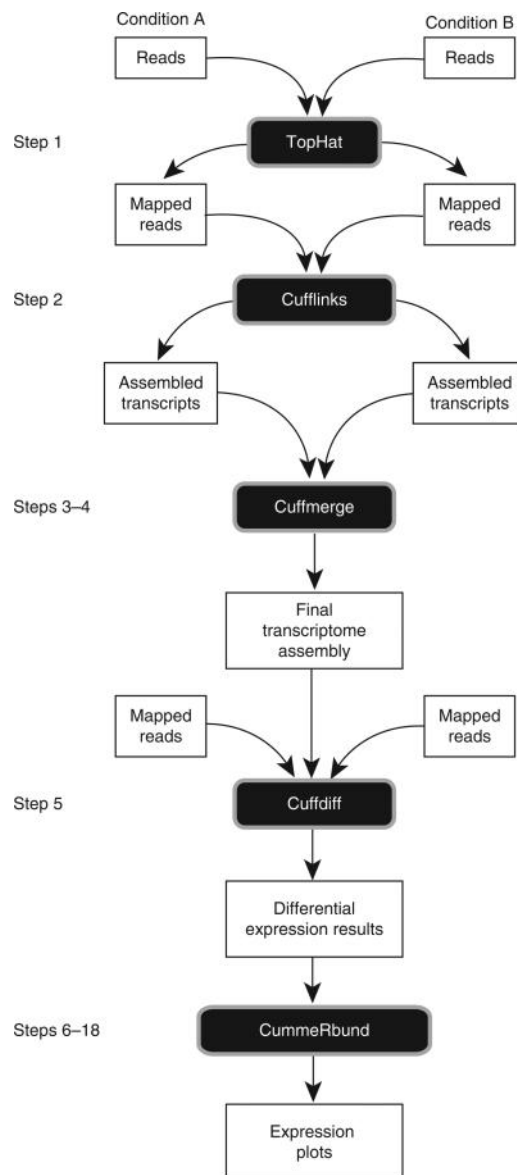 Condition A
Condition B
Reads
Reads
Step 1
TopHat
Mapped
reads
Mapped
reads
Step 2
Cufflinks
Assembled
transcripts
Assembled
transcripts
Steps 3–4
Cuffmerge
Final
transcriptome
assembly
Mapped
reads
Mapped
reads
Step 5
Cuffdiff
Differential
expression results
Steps 6–18
CummeRbund
Expression
plots